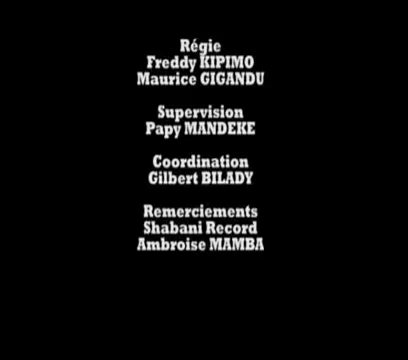 Régie
Freddy KIPIMO
Maurice GIGANDU
Supervision
Papy MANDEKE
Coordination
Gilbert BILADY
Remerciements
Shabani Record
Ambroise MAMBA